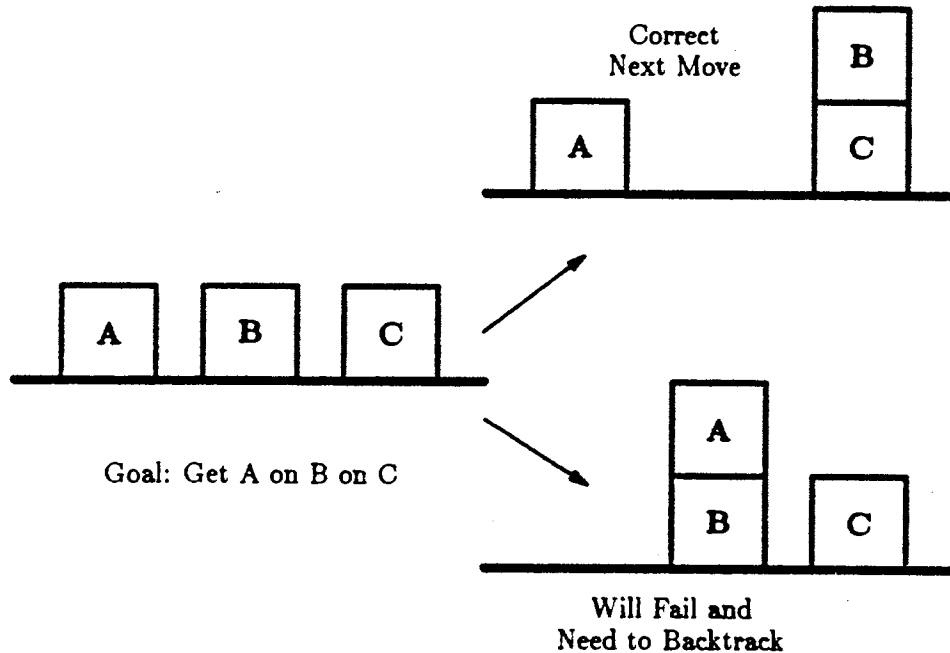 Correct
Next Move
B
A
C
A B C
Goal: Get A on B on C
A
B C
Will Fail and
Need to Backtrack